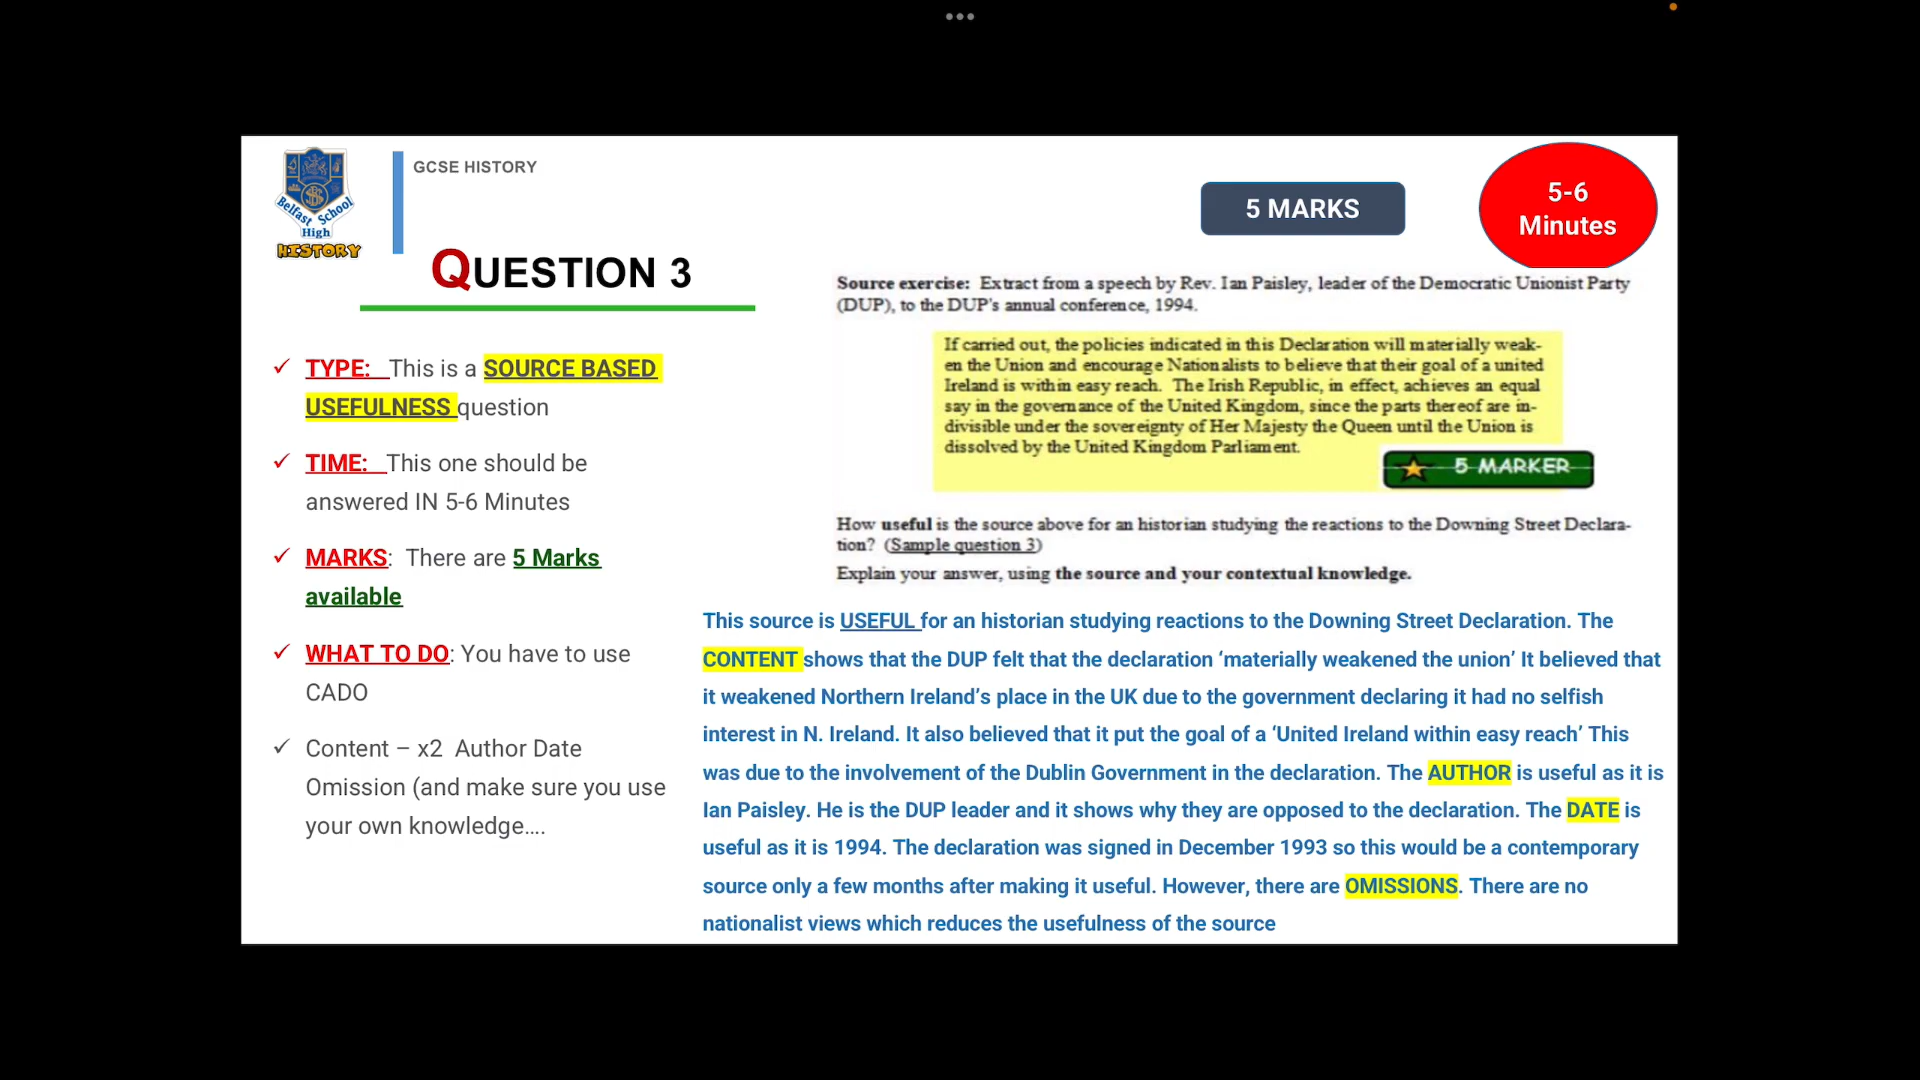 GCSE HISTORY
Belfast School
High
HISTORY
5 MARKS
5-6
Minutes
QUESTION 3
Source exercise: Extract from a speech by Rev. Ian Paisley, leader of the Democratic Unionist Party
(DUP), to the DUP's annual conference, 1994.
If carried out, the policies indicated in this Declaration will materially weak-
en the Union and encourage Nationalists to believe that their goal of a united
Ireland is within easy reach. The Irish Republic, in effect, achieves an equal
say in the governance of the United Kingdom, since the parts thereof are in-
divisible under the sovereignty of Her Majesty the Queen until the Union is
dissolved by the United Kingdom Parliament.
5 MARKER
How useful is the source above for an historian studying the reactions to the Downing Street Declara-
tion? (Sample question 3)
Explain your answer, using the source and your contextual knowledge.
✓ TYPE: This is a SOURCE BASED
USEFULNESS question
✓ TIME: This one should be
answered IN 5-6 Minutes
✓ MARKS: There are 5 Marks
available
✓ WHAT TO DO: You have to use
CADO
✓ Content – x2 Author Date
Omission (and make sure you use
your own knowledge....
This source is USEFUL for an historian studying reactions to the Downing Street Declaration. The
CONTENT shows that the DUP felt that the declaration ‘materially weakened the union’ It believed that
it weakened Northern Ireland’s place in the UK due to the government declaring it had no selfish
interest in N. Ireland. It also believed that it put the goal of a ‘United Ireland within easy reach’ This
was due to the involvement of the Dublin Government in the declaration. The AUTHOR is useful as it is
Ian Paisley. He is the DUP leader and it shows why they are opposed to the declaration. The DATE is
useful as it is 1994. The declaration was signed in December 1993 so this would be a contemporary
source only a few months after making it useful. However, there are OMISSIONS. There are no
nationalist views which reduces the usefulness of the source